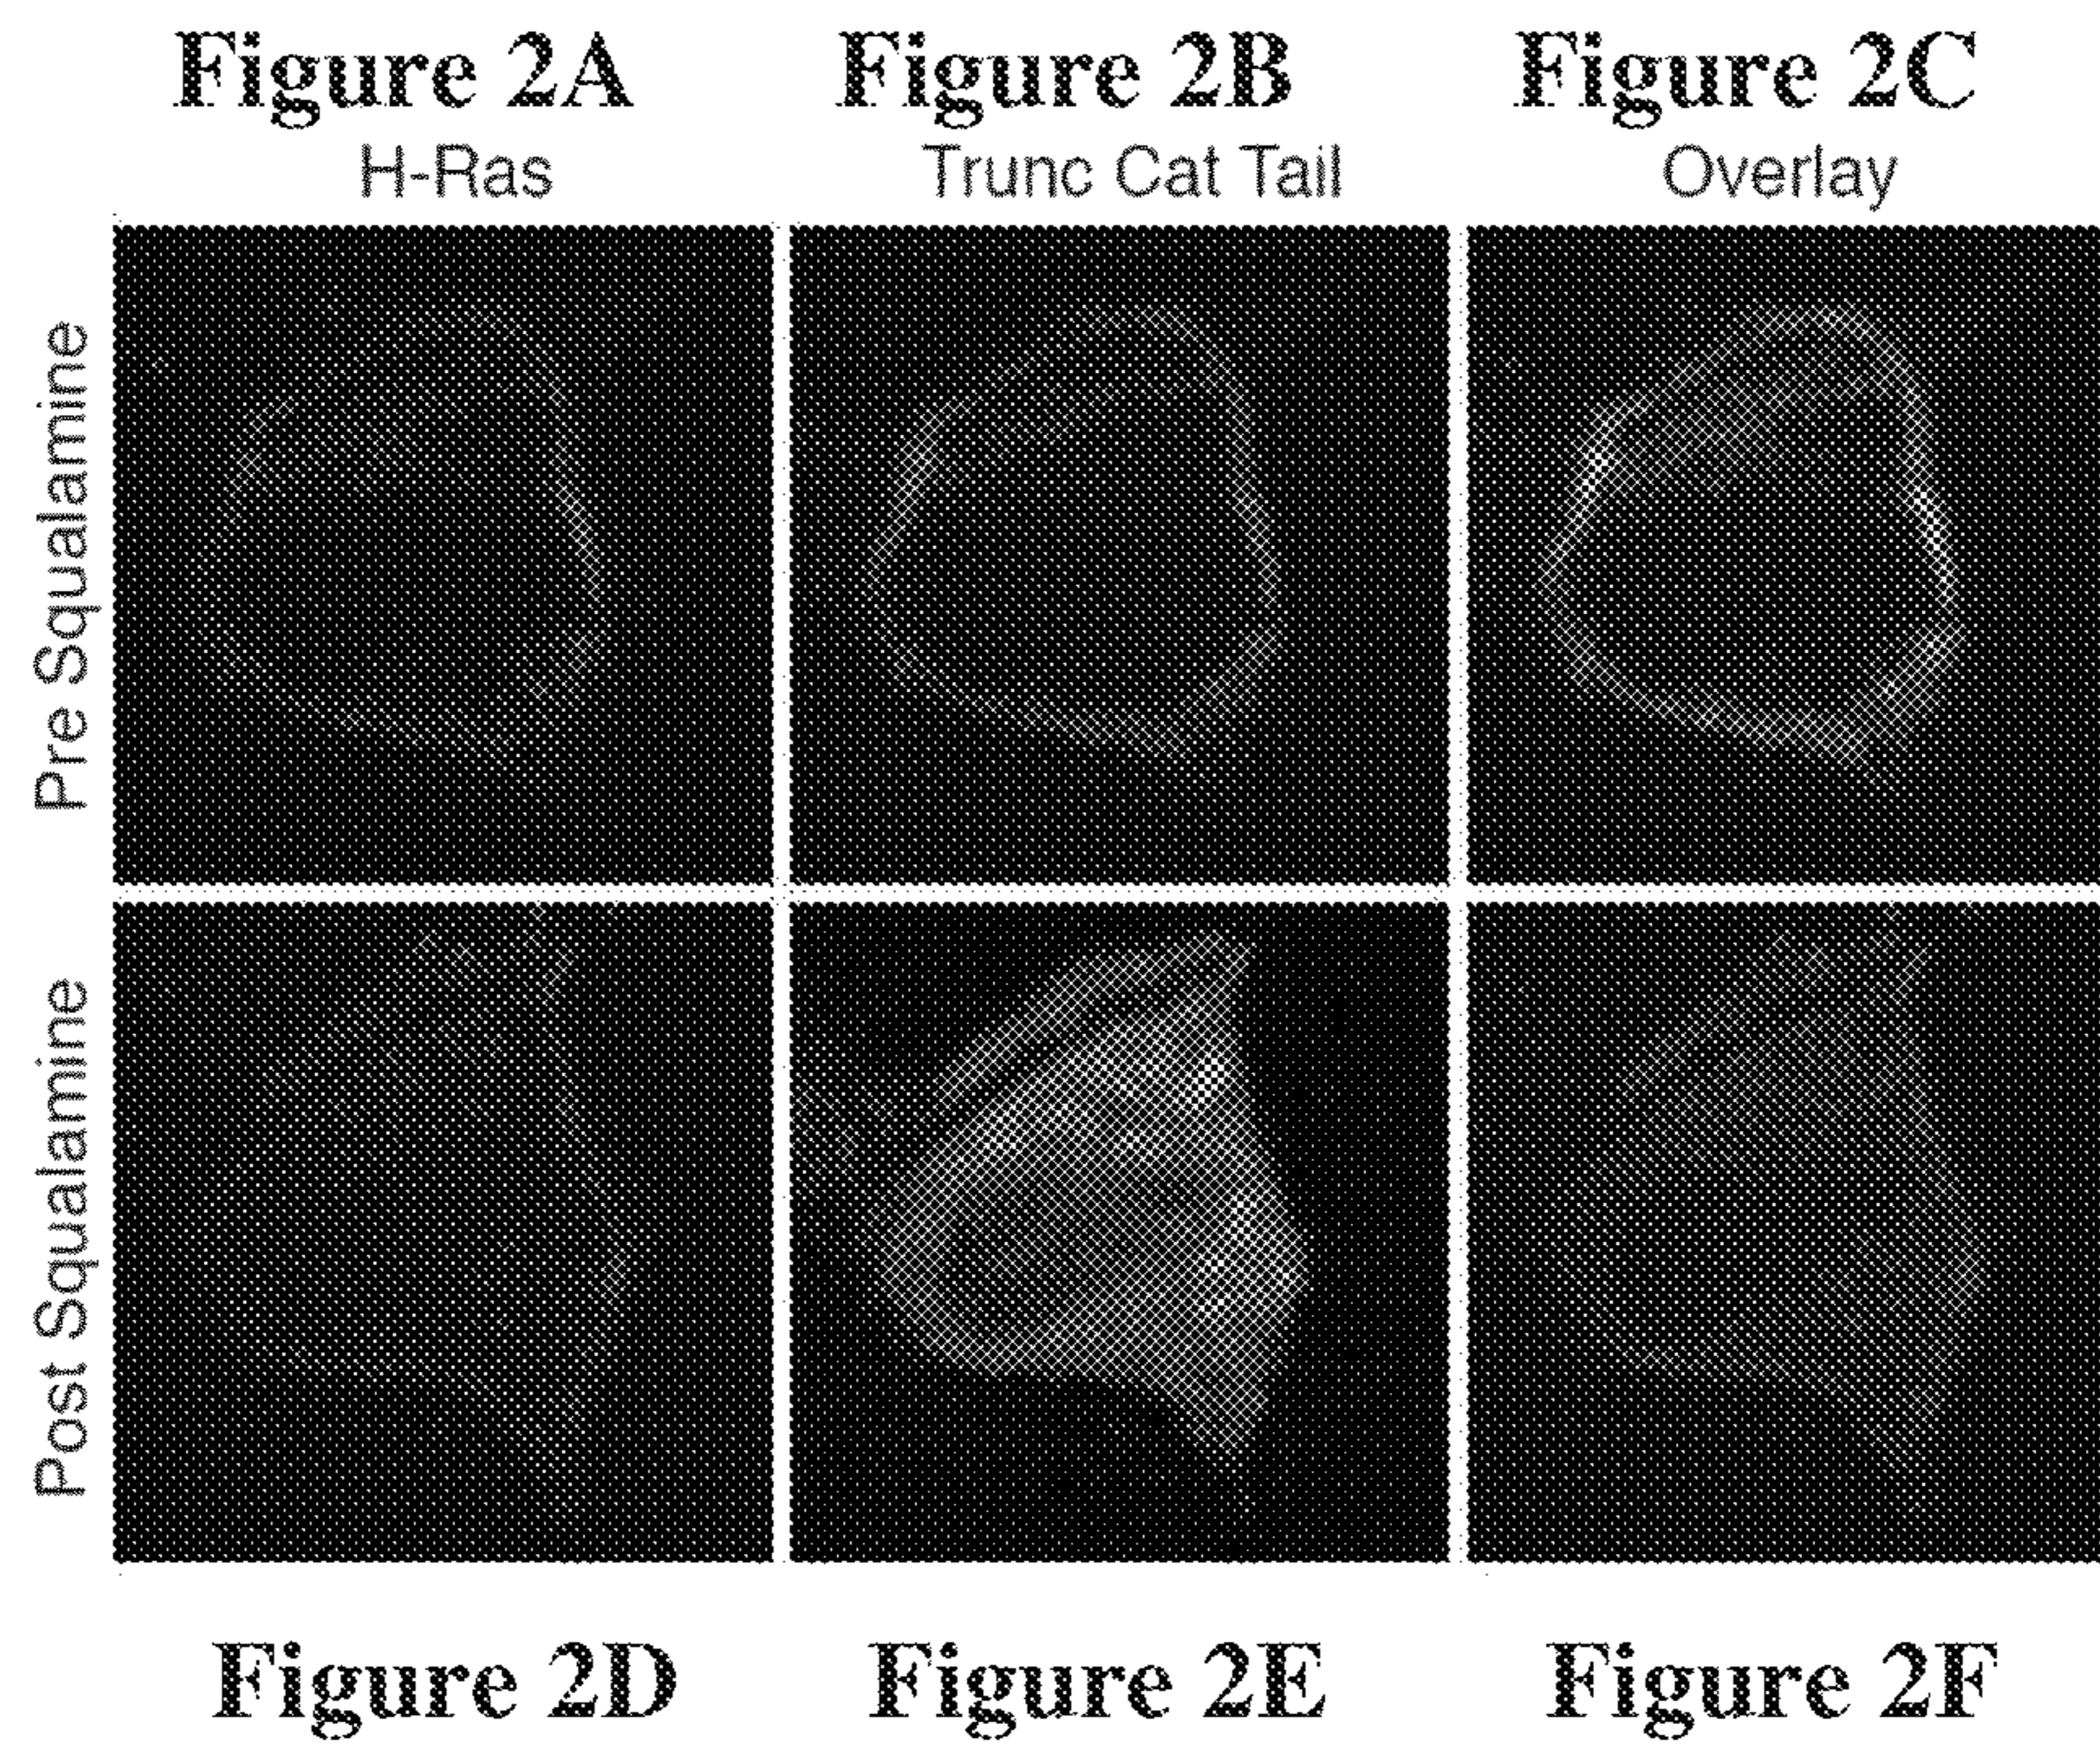 Figure 2A Figure 2B Figure 2C
H-Ras Trunc Cat Tail Overlay
Pre Squalamine
Post Squalamine
Figure 2D Figure 2E Figure 2F